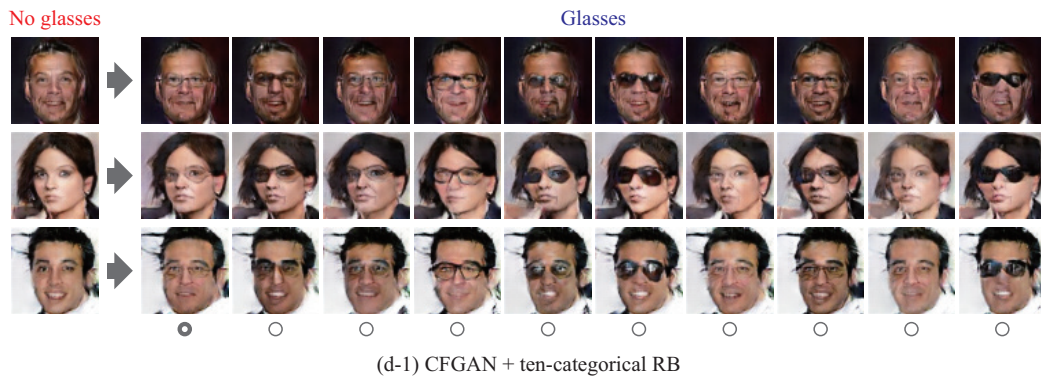 No glasses
Glasses
(d-1) CFGAN + ten-categorical RB